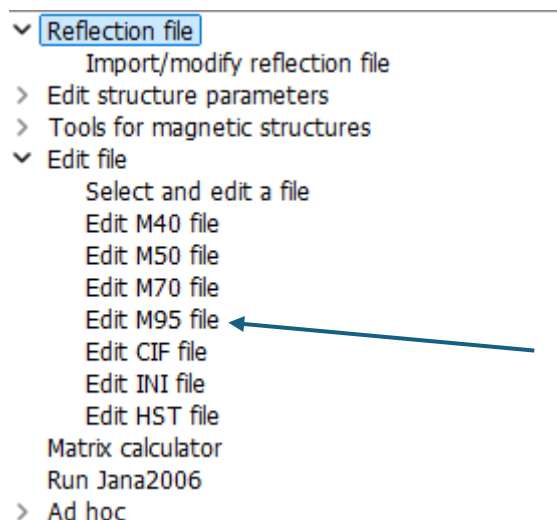 Reflection file
Import/modify reflection file
Edit structure parameters
Tools for magnetic structures
Edit file
Select and edit a file
Edit M40 file
Edit M50 file
Edit M70 file
Edit M95 file
Edit CIF file
Edit INI file
Edit HST file
Matrix calculator
Run Jana2006
Ad hoc